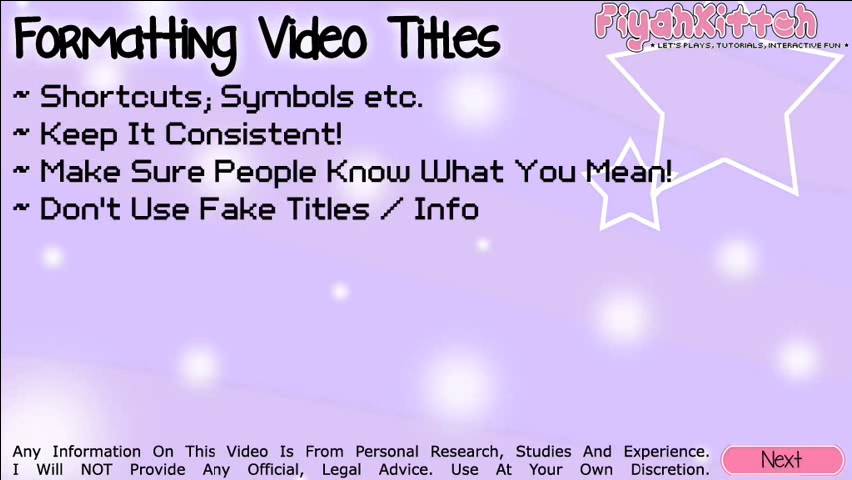 Formatting Video Titles
FiyahKitteh
* LET'S PLAYS, TUTORIALS, INTERACTIVE FUN *
~ Shortcuts; Symbols etc.
~ Keep It Consistent!
~ Make Sure People Know What You Mean!
~ Don't Use Fake Titles / Info
Any Information On This Video Is From Personal Research, Studies And Experience.
I Will NOT Provide Any Official, Legal Advice. Use At Your Own Discretion.
Next